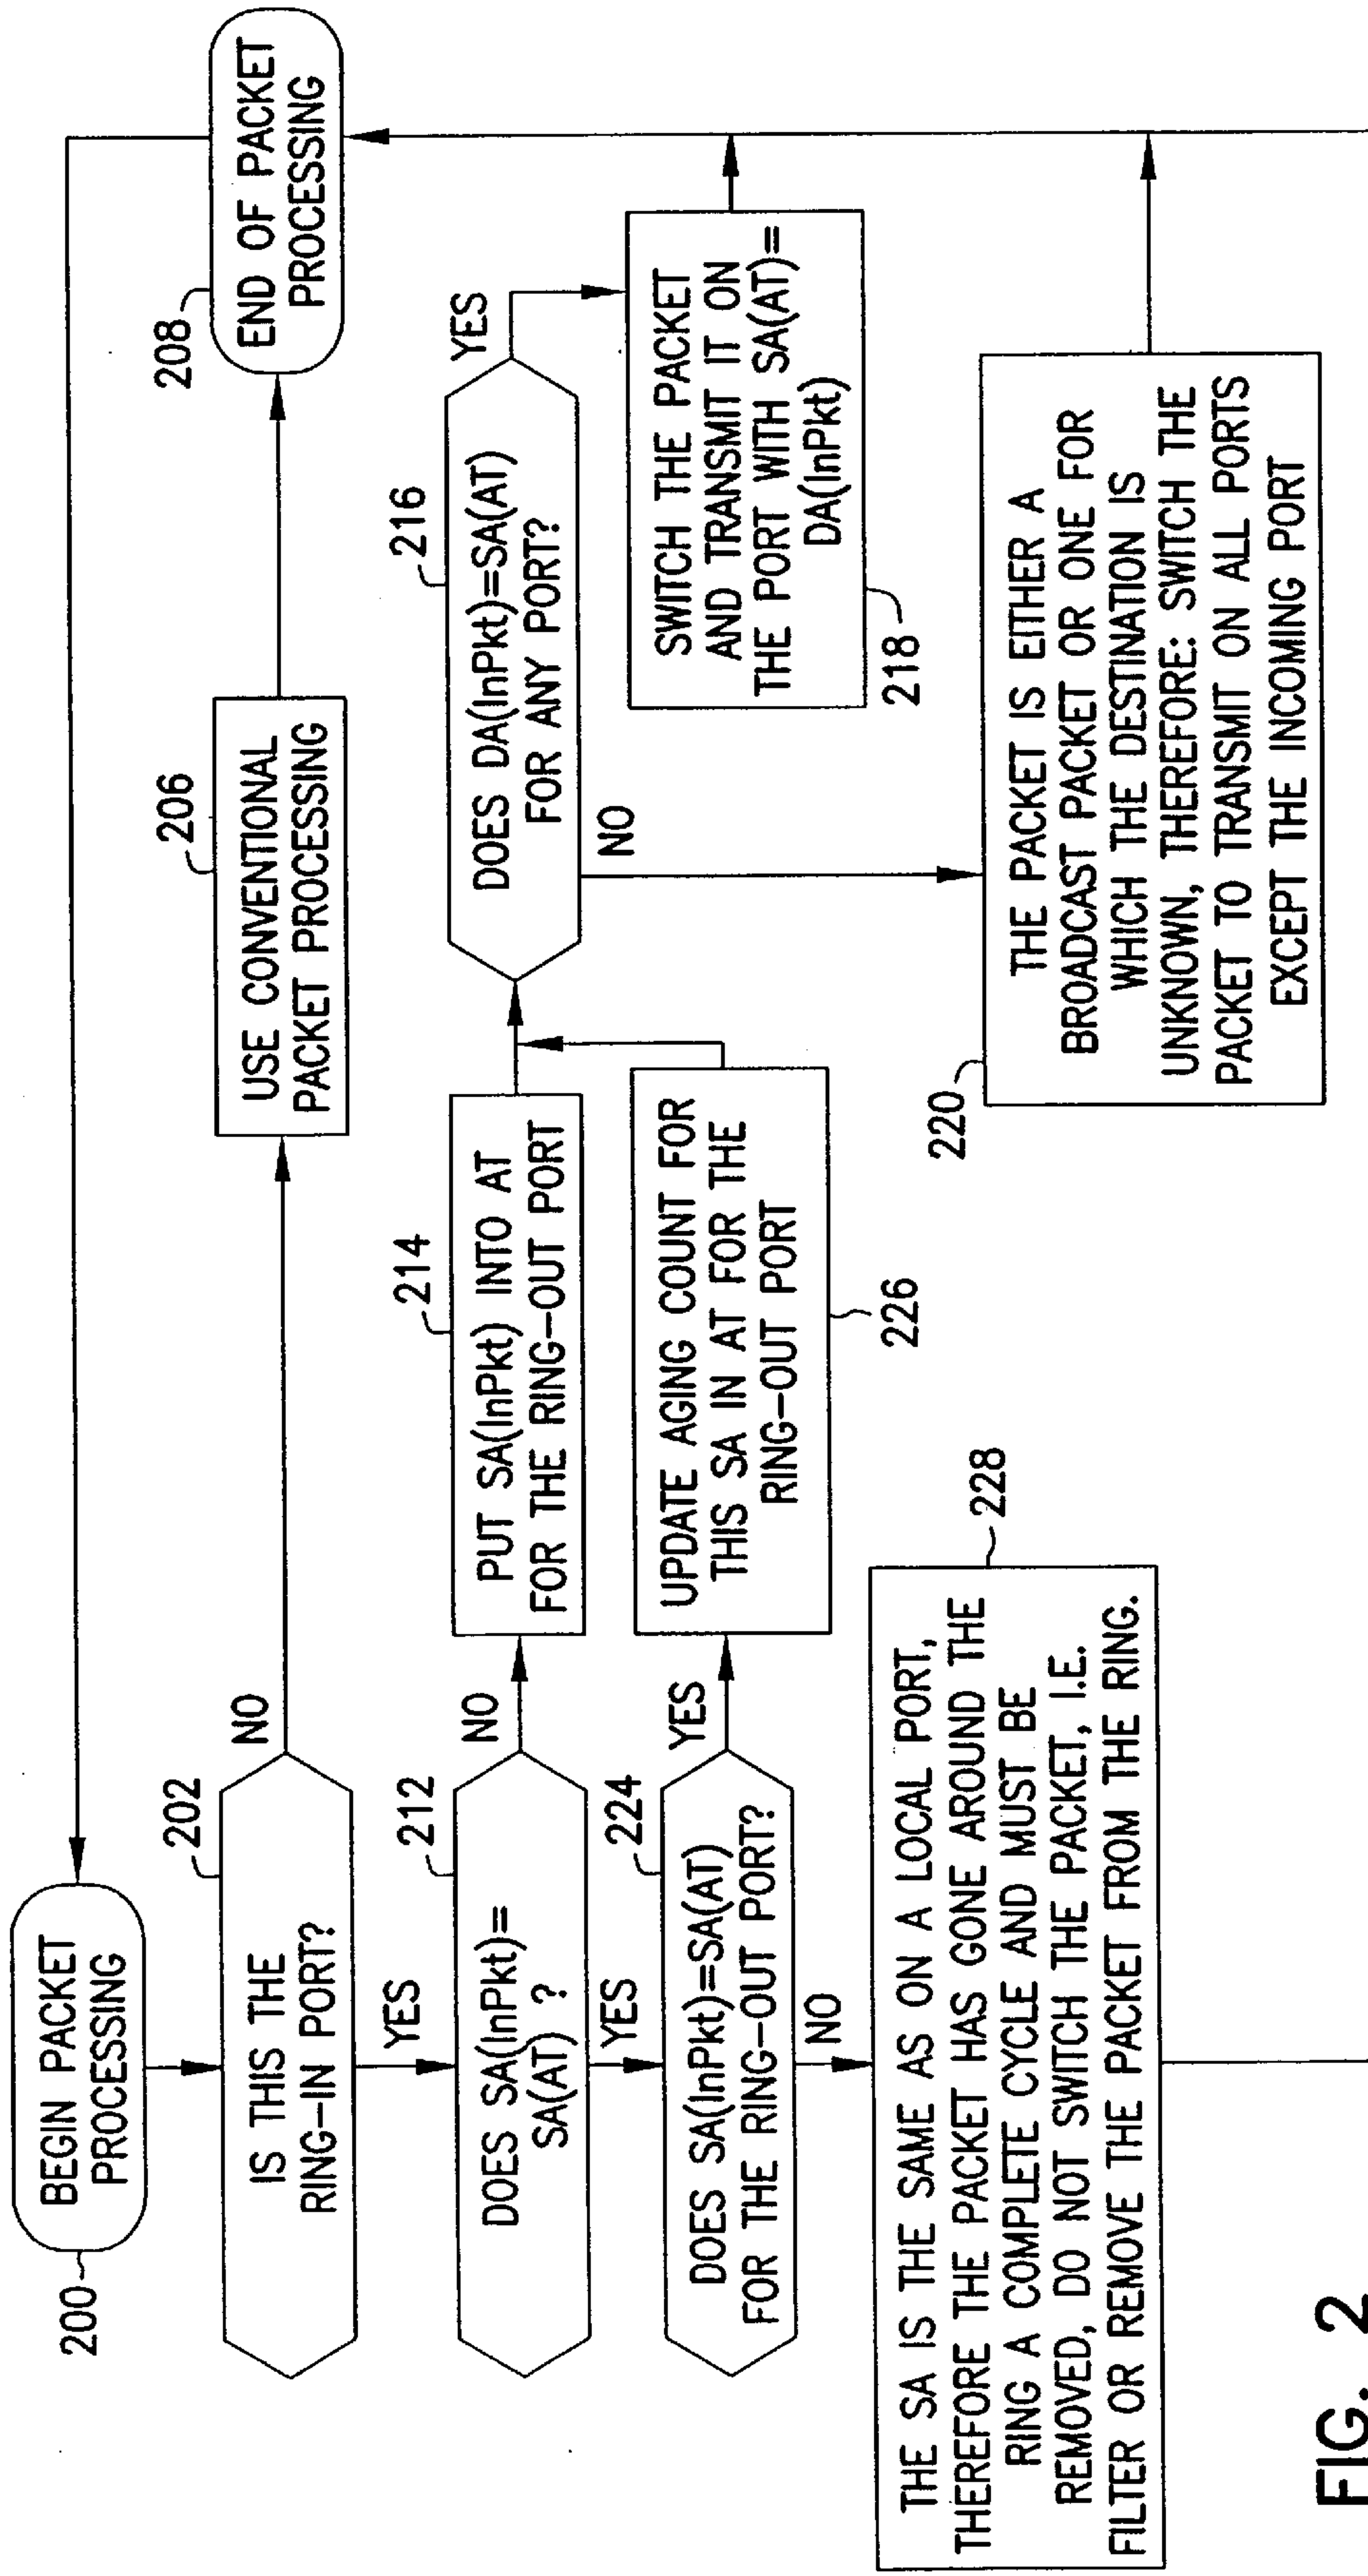 200
BEGIN PACKET
PROCESSING
202
IS THIS THE
RING-IN PORT?
NO
YES
206
USE CONVENTIONAL
PACKET PROCESSING
208
END OF PACKET
PROCESSING
212
DOES SA(InPkt)=
SA(AT) ?
NO
YES
214
PUT SA(InPkt) INTO AT
FOR THE RING-OUT PORT
216
DOES DA(InPkt)=SA(AT)
FOR ANY PORT?
YES
NO
SWITCH THE PACKET
AND TRANSMIT IT ON
THE PORT WITH SA(AT)=
DA(InPkt)
218
224
DOES SA(InPkt)=SA(AT)
FOR THE RING-OUT PORT?
YES
NO
UPDATE AGING COUNT FOR
THIS SA IN AT FOR THE
RING-OUT PORT
226
220
THE PACKET IS EITHER A
BROADCAST PACKET OR ONE FOR
WHICH THE DESTINATION IS
UNKNOWN, THEREFORE: SWITCH THE
PACKET TO TRANSMIT ON ALL PORTS
EXCEPT THE INCOMING PORT
228
THE SA IS THE SAME AS ON A LOCAL PORT,
THEREFORE THE PACKET HAS GONE AROUND THE
RING A COMPLETE CYCLE AND MUST BE
REMOVED, DO NOT SWITCH THE PACKET, I.E.
FILTER OR REMOVE THE PACKET FROM THE RING.
FIG. 2